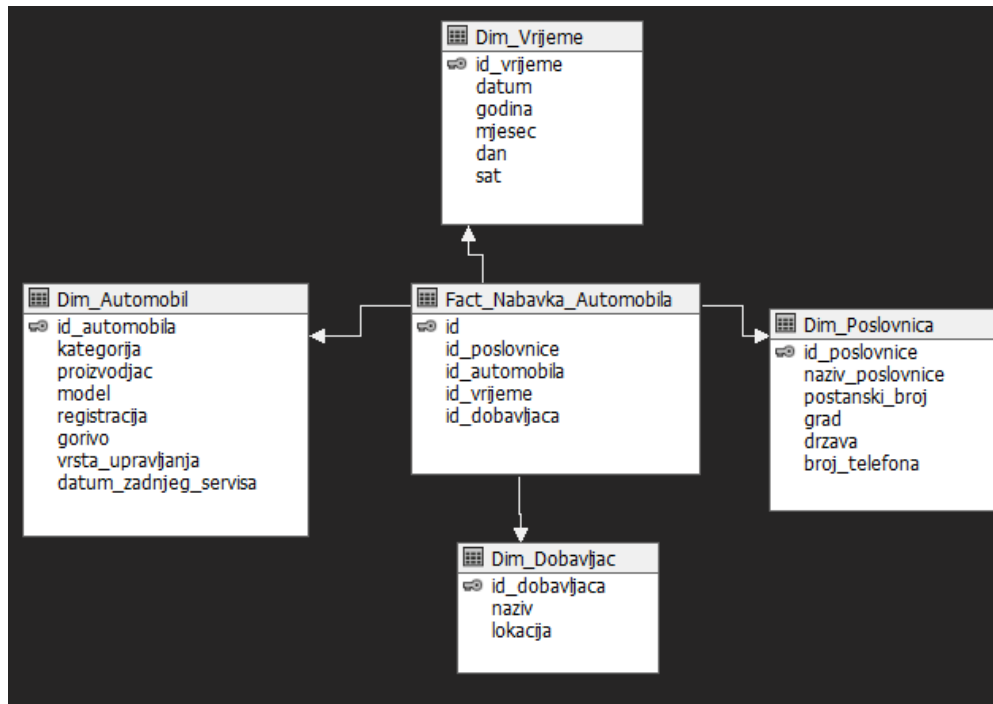 Dim_Vrijeme
id_vrijeme
datum
godina
mjesec
dan
sat
Dim_Automobil
id_automobila
kategorija
proizvodjac
model
registracija
gorivo
vrsta_upravljanja
datum_zadnjeg_servisa
Fact_Nabavka_Automobila
id
id_poslovnice
id_automobila
id_vrijeme
id_dobavljaca
Dim_Poslovnica
id_poslovnice
naziv_poslovnice
postanski_broj
grad
drzava
broj_telefona
Dim_Dobavljac
id_dobavljaca
naziv
lokacija